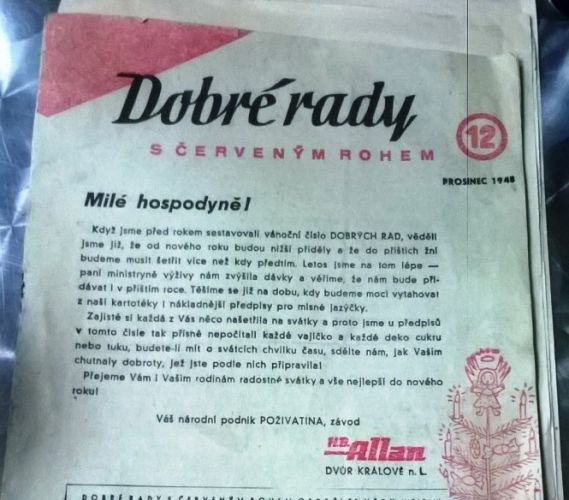 Dobré rady
S ČERVENÝM ROHEM
12
PROSINEC 1948
Milé hospodyně!
Když jsme před rokem sestavovali vánoční číslo DOBRÝCH RAD, věděli
jsme již, že od nového roku budou nižší příděly a že do příštích žní
budeme musit šetřit více než kdy předtím. Letos jsme na tom lépe —
paní ministryně výživy nám zvýšila dávky a věříme, že nám bude při-
dávat i v příštím roce. Těšíme se již na dobu, kdy budeme moci vytahovat
z naší kartotéky i nákladnější předpisy pro mlsné jazýčky.
Zajisté si každá z Vás něco našetřila na svátky a proto jsme u předpisů
v tomto čísle tak přísně nepočítali každé vajíčko a každé deko cukru
nebo tuku, budete-li mít o svátcích chvilku času, sdělte nám, jak Vašim
chutnaly dobroty, jež jste podle nich připravila!
Přejeme Vám i Vašim rodinám radostné svátky a vše nejlepší do nového
roku!
Váš národní podnik POŽIVATINA, závod
H.B. Allan
DVŮR KRÁLOVÉ n. L.
DOBRÉ RADY S ČERVENÝM ROHEM